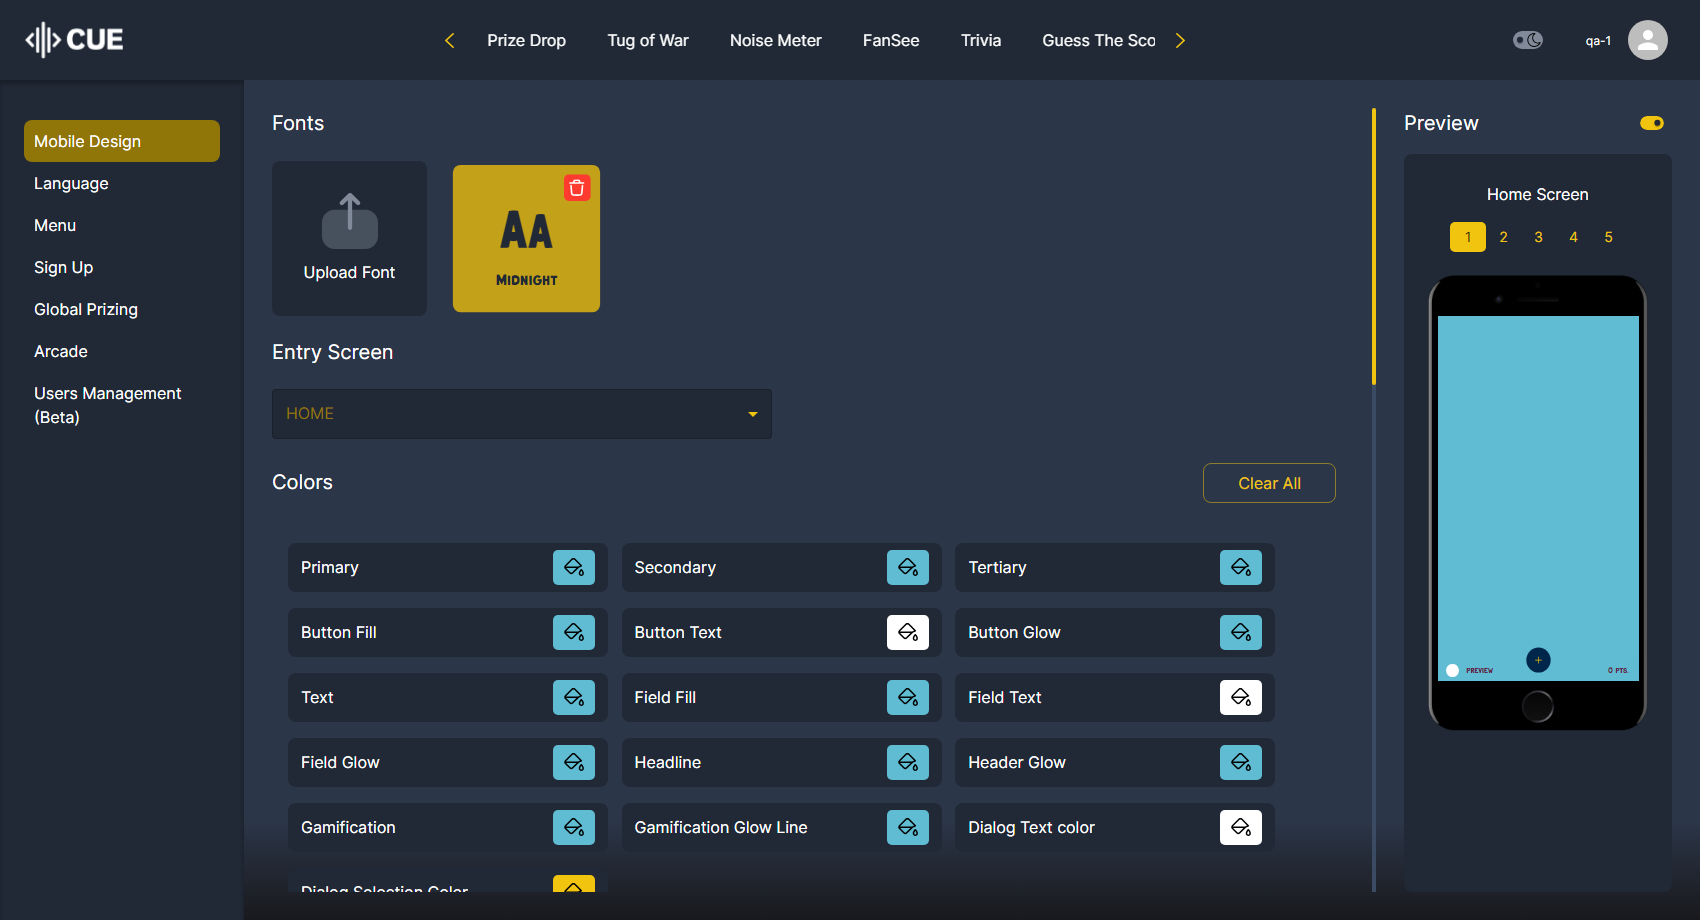 CUE
Prize Drop
Tug of War
Noise Meter
FanSee
Trivia
Guess The Sco
qa-1
Mobile Design
Language
Menu
Sign Up
Global Prizing
Arcade
Users Management
(Beta)
Fonts
Upload Font
AA
MIDNIGHT
Entry Screen
HOME
Colors
Clear All
Primary
Secondary
Tertiary
Button Fill
Button Text
Button Glow
Text
Field Fill
Field Text
Field Glow
Headline
Header Glow
Gamification
Gamification Glow Line
Dialog Text color
Dialog Selection Color
Preview
Home Screen
1 2 3 4 5
PREVIEW
+
0 PTS